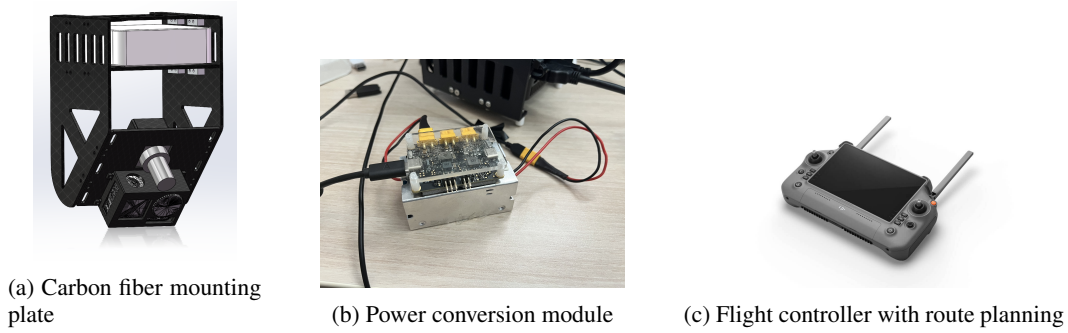 (a) Carbon fiber mounting
plate
(b) Power conversion module
(c) Flight controller with route planning